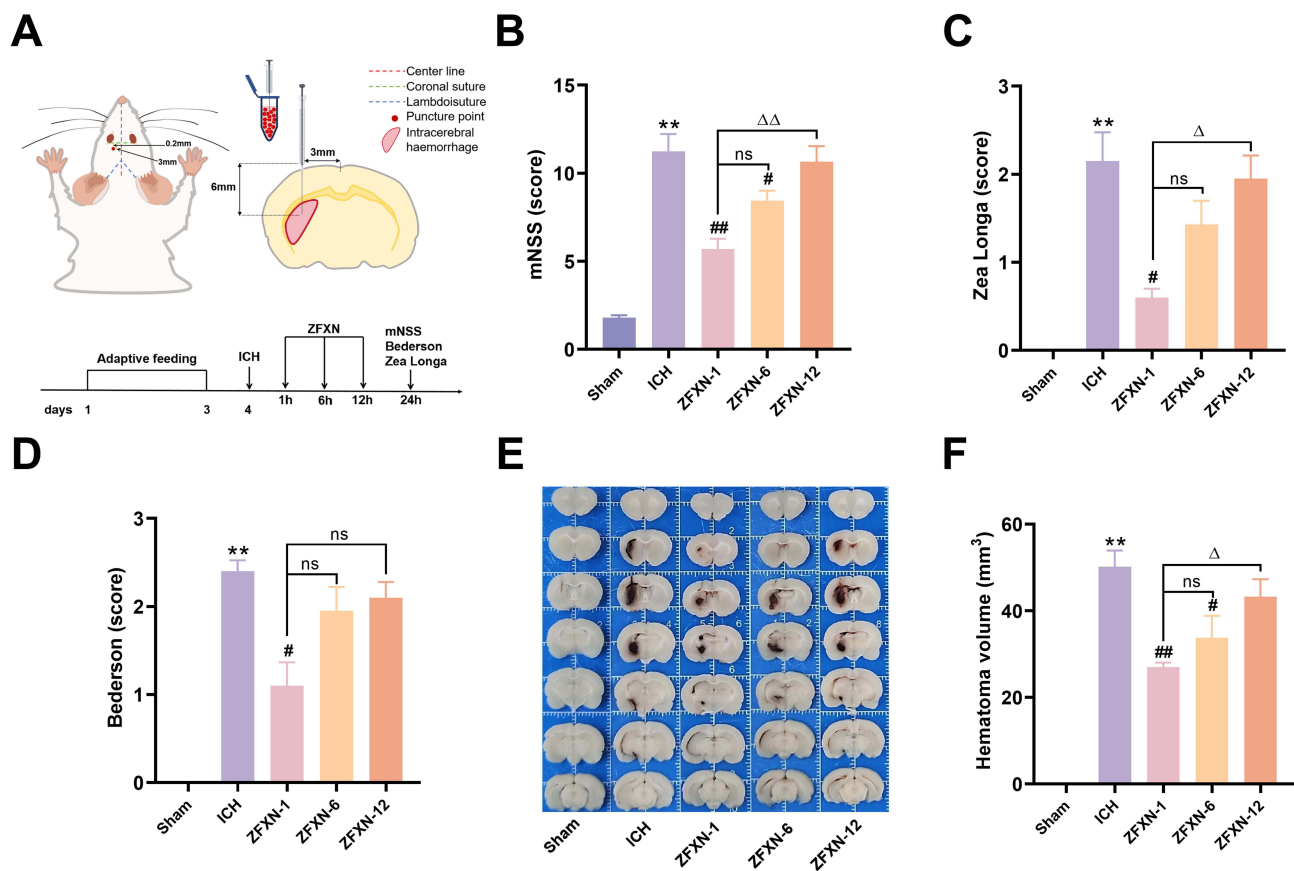 A
Center line
Coronal suture
Lambdoisuture
Puncture point
Intracerebral
haemorrhage
0.2mm
3mm
3mm
6mm
ZFXN
mNSS
Bederson
Zea Longa
Adaptive feeding
ICH
days 1 3 4 1h 6h 12h 24h
B
mNSS (score)
15
10
5
0
**
##
#
ns
ΔΔ
Sham
ICH
ZFXN-1
ZFXN-6
ZFXN-12
C
Zea Longa (score)
3
2
1
0
**
#
ns
Δ
Sham
ICH
ZFXN-1
ZFXN-6
ZFXN-12
D
Bederson (score)
3
2
1
0
**
#
ns
ns
Sham
ICH
ZFXN-1
ZFXN-6
ZFXN-12
E
Sham
ICH
ZFXN-1
ZFXN-6
ZFXN-12
F
Hematoma volume (mm³)
60
40
20
0
**
##
#
ns
Δ
Sham
ICH
ZFXN-1
ZFXN-6
ZFXN-12